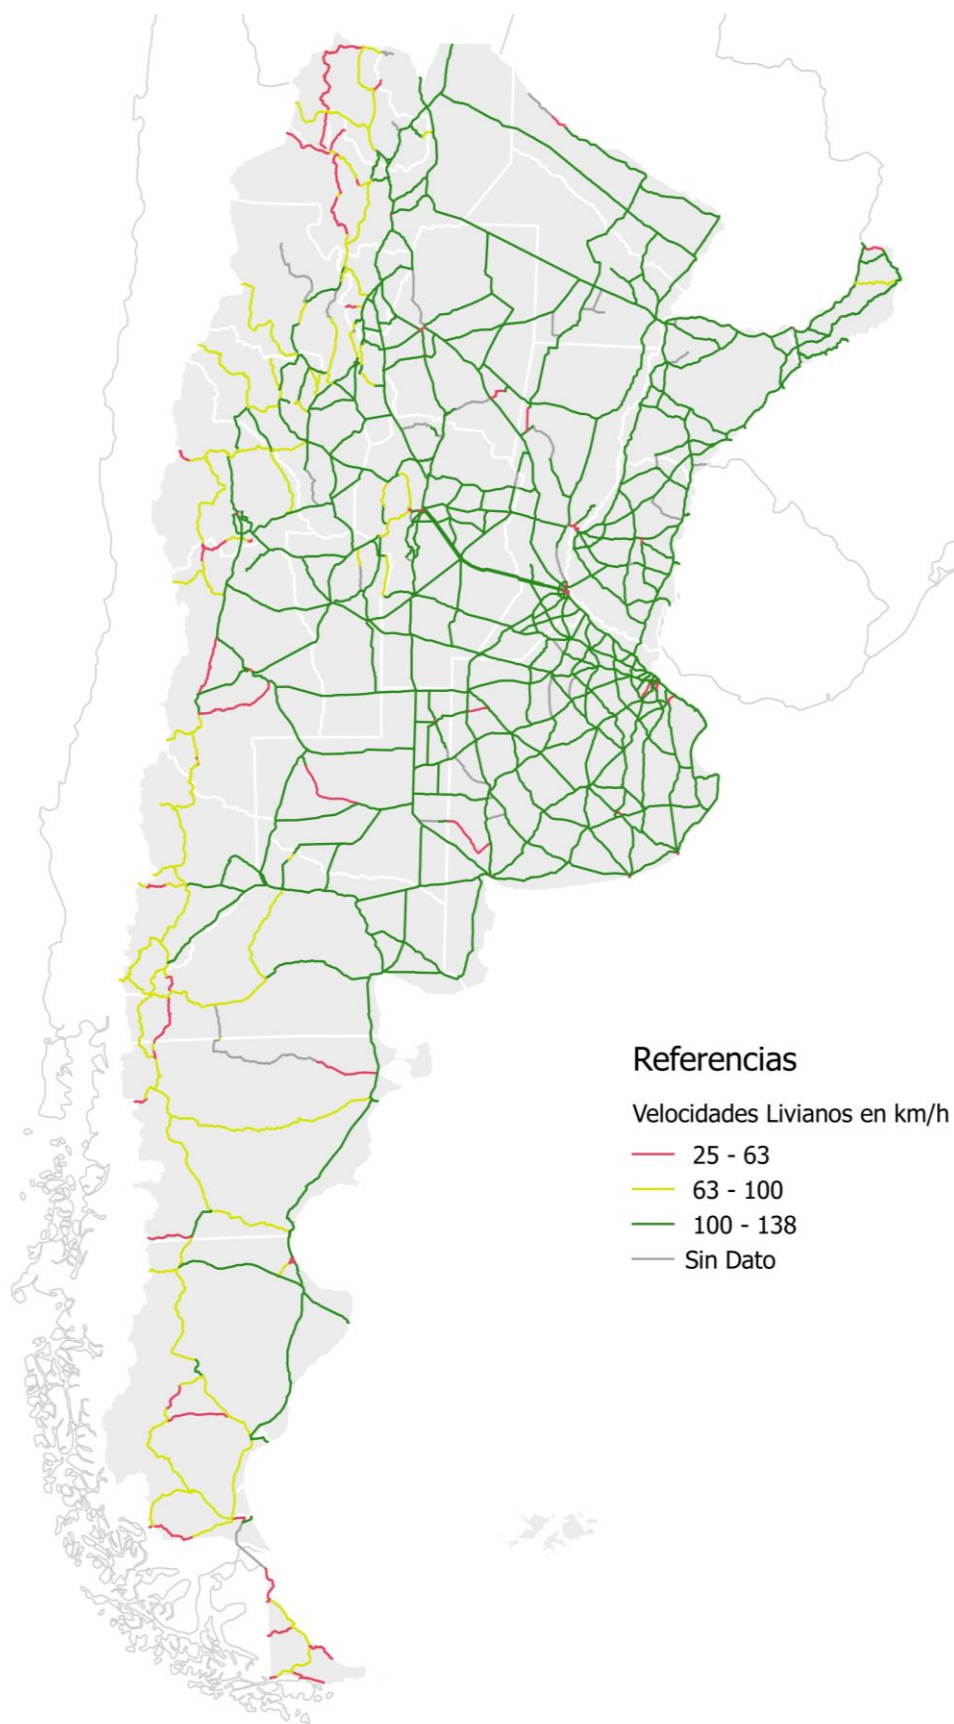 Referencias
Velocidades Livianos en km/h
25 - 63
63 - 100
100 - 138
Sin Dato